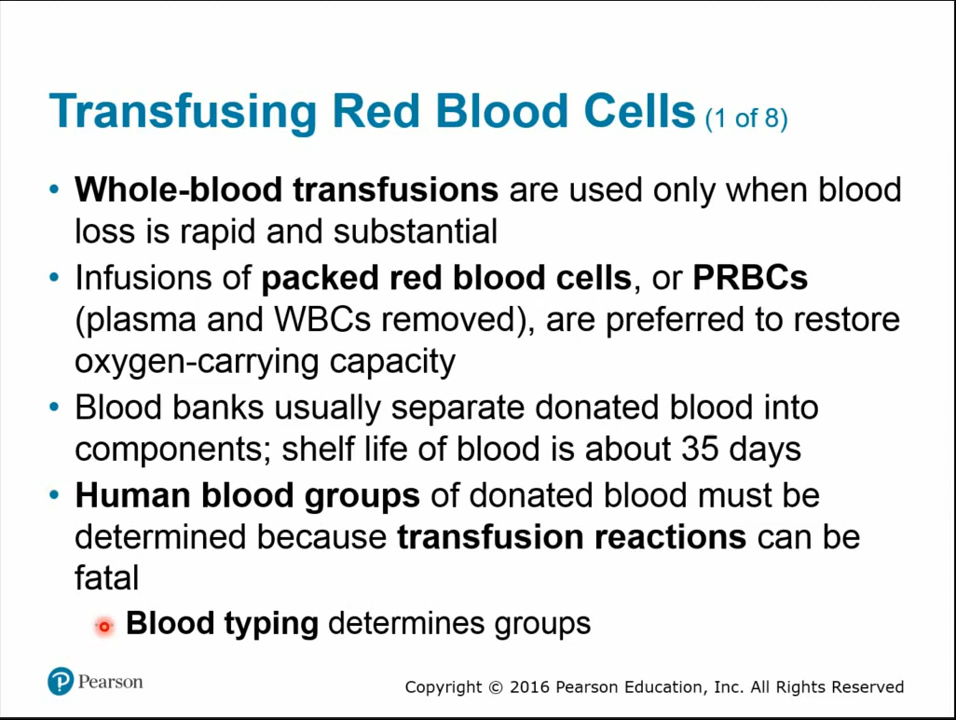 Transfusing Red Blood Cells (1 of 8)
• Whole-blood transfusions are used only when blood
loss is rapid and substantial
• Infusions of packed red blood cells, or PRBCs
(plasma and WBCs removed), are preferred to restore
oxygen-carrying capacity
• Blood banks usually separate donated blood into
components; shelf life of blood is about 35 days
• Human blood groups of donated blood must be
determined because transfusion reactions can be
fatal
Blood typing determines groups
P Pearson
Copyright © 2016 Pearson Education, Inc. All Rights Reserved